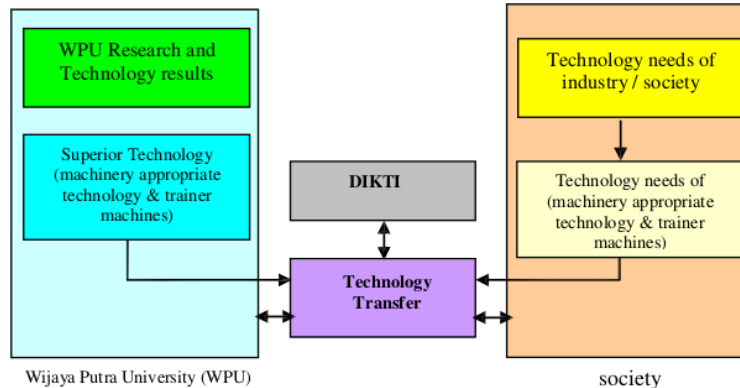 WPU Research and
Technology results
Superior Technology
(machinery appropriate
technology & trainer
machines)
DIKTI
Technology
Transfer
Technology needs of
industry / society
Technology needs of
(machinery appropriate
technology & trainer
machines)
Wijaya Putra University (WPU)
society